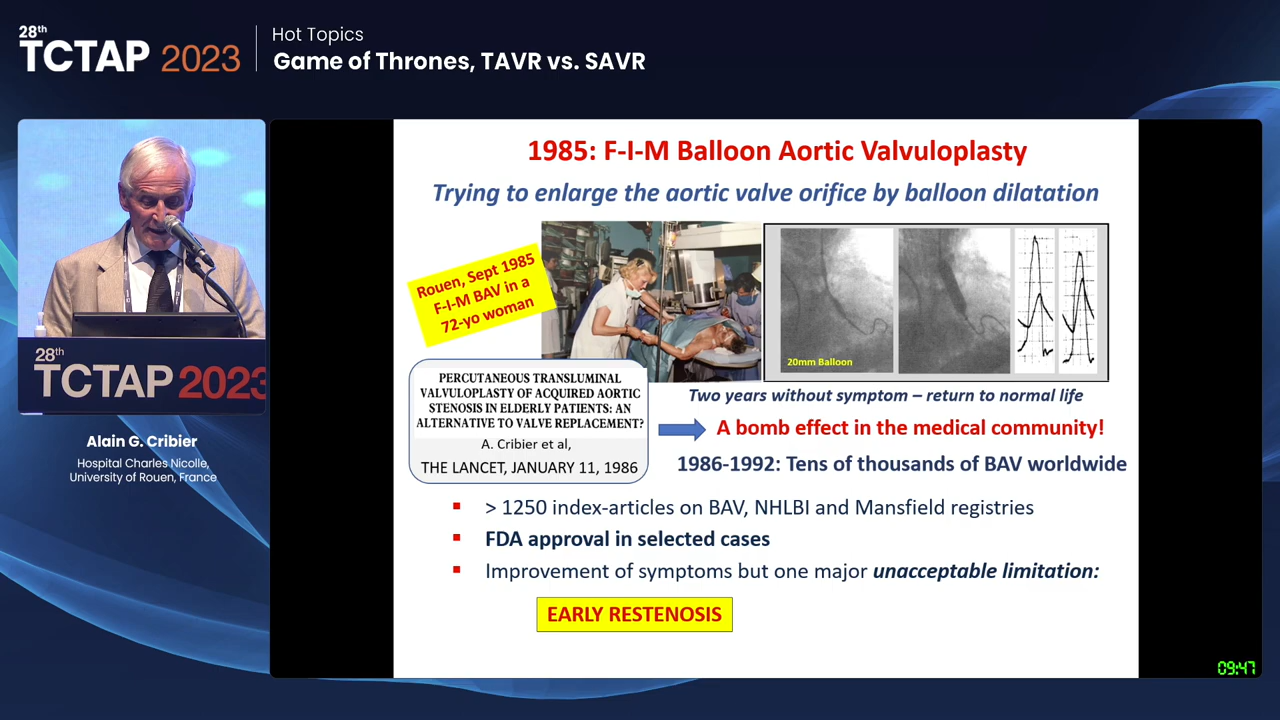 28th
TCTAP 2023
Hot Topics
Game of Thrones, TAVR vs. SAVR
28th
TCTAP 2023
Alain G. Cribier
Hospital Charles Nicolle,
University of Rouen, France
1985: F-I-M Balloon Aortic Valvuloplasty
Trying to enlarge the aortic valve orifice by balloon dilatation
Rouen, Sept 1985
F-I-M BAV in a
72-yo woman
20mm Balloon
PERCUTANEOUS TRANSLUMINAL
VALVULOPLASTY OF ACQUIRED AORTIC
STENOSIS IN ELDERLY PATIENTS: AN
ALTERNATIVE TO VALVE REPLACEMENT?
A. Cribier et al,
THE LANCET, JANUARY 11, 1986
Two years without symptom – return to normal life
A bomb effect in the medical community!
1986-1992: Tens of thousands of BAV worldwide
> 1250 index-articles on BAV, NHLBI and Mansfield registries
FDA approval in selected cases
Improvement of symptoms but one major unacceptable limitation:
EARLY RESTENOSIS
09:47